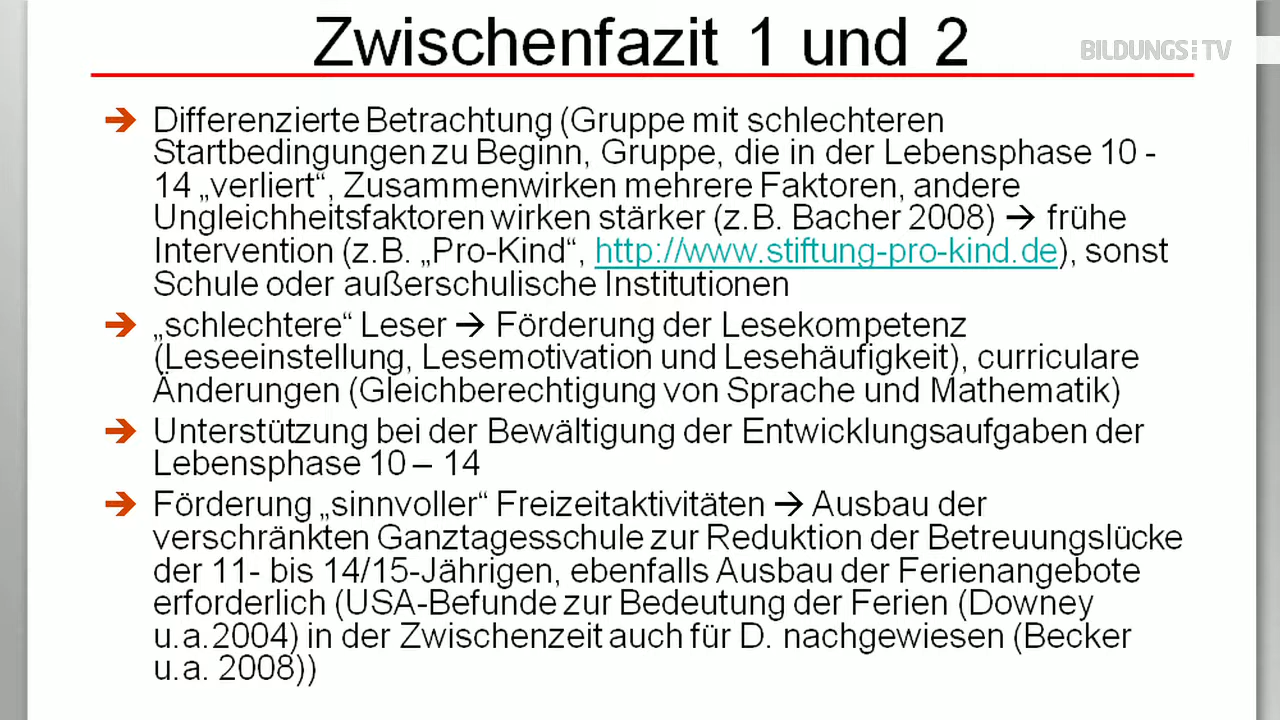 Zwischenfazit 1 und 2
BILDUNGS:TV
➔ Differenzierte Betrachtung (Gruppe mit schlechteren
Startbedingungen zu Beginn, Gruppe, die in der Lebensphase 10 -
14 „verliert“, Zusammenwirken mehrere Faktoren, andere
Ungleichheitsfaktoren wirken stärker (z.B. Bacher 2008) → frühe
Intervention (z.B. „Pro-Kind“, http://www.stiftung-pro-kind.de), sonst
Schule oder außerschulische Institutionen
➔ „schlechtere“ Leser → Förderung der Lesekompetenz
(Leseeinstellung, Lesemotivation und Lesehäufigkeit), curriculare
Änderungen (Gleichberechtigung von Sprache und Mathematik)
➔ Unterstützung bei der Bewältigung der Entwicklungsaufgaben der
Lebensphase 10 – 14
➔ Förderung „sinnvoller“ Freizeitaktivitäten → Ausbau der
verschränkten Ganztagesschule zur Reduktion der Betreuungslücke
der 11- bis 14/15-Jährigen, ebenfalls Ausbau der Ferienangebote
erforderlich (USA-Befunde zur Bedeutung der Ferien (Downey
u.a.2004) in der Zwischenzeit auch für D. nachgewiesen (Becker
u.a. 2008))